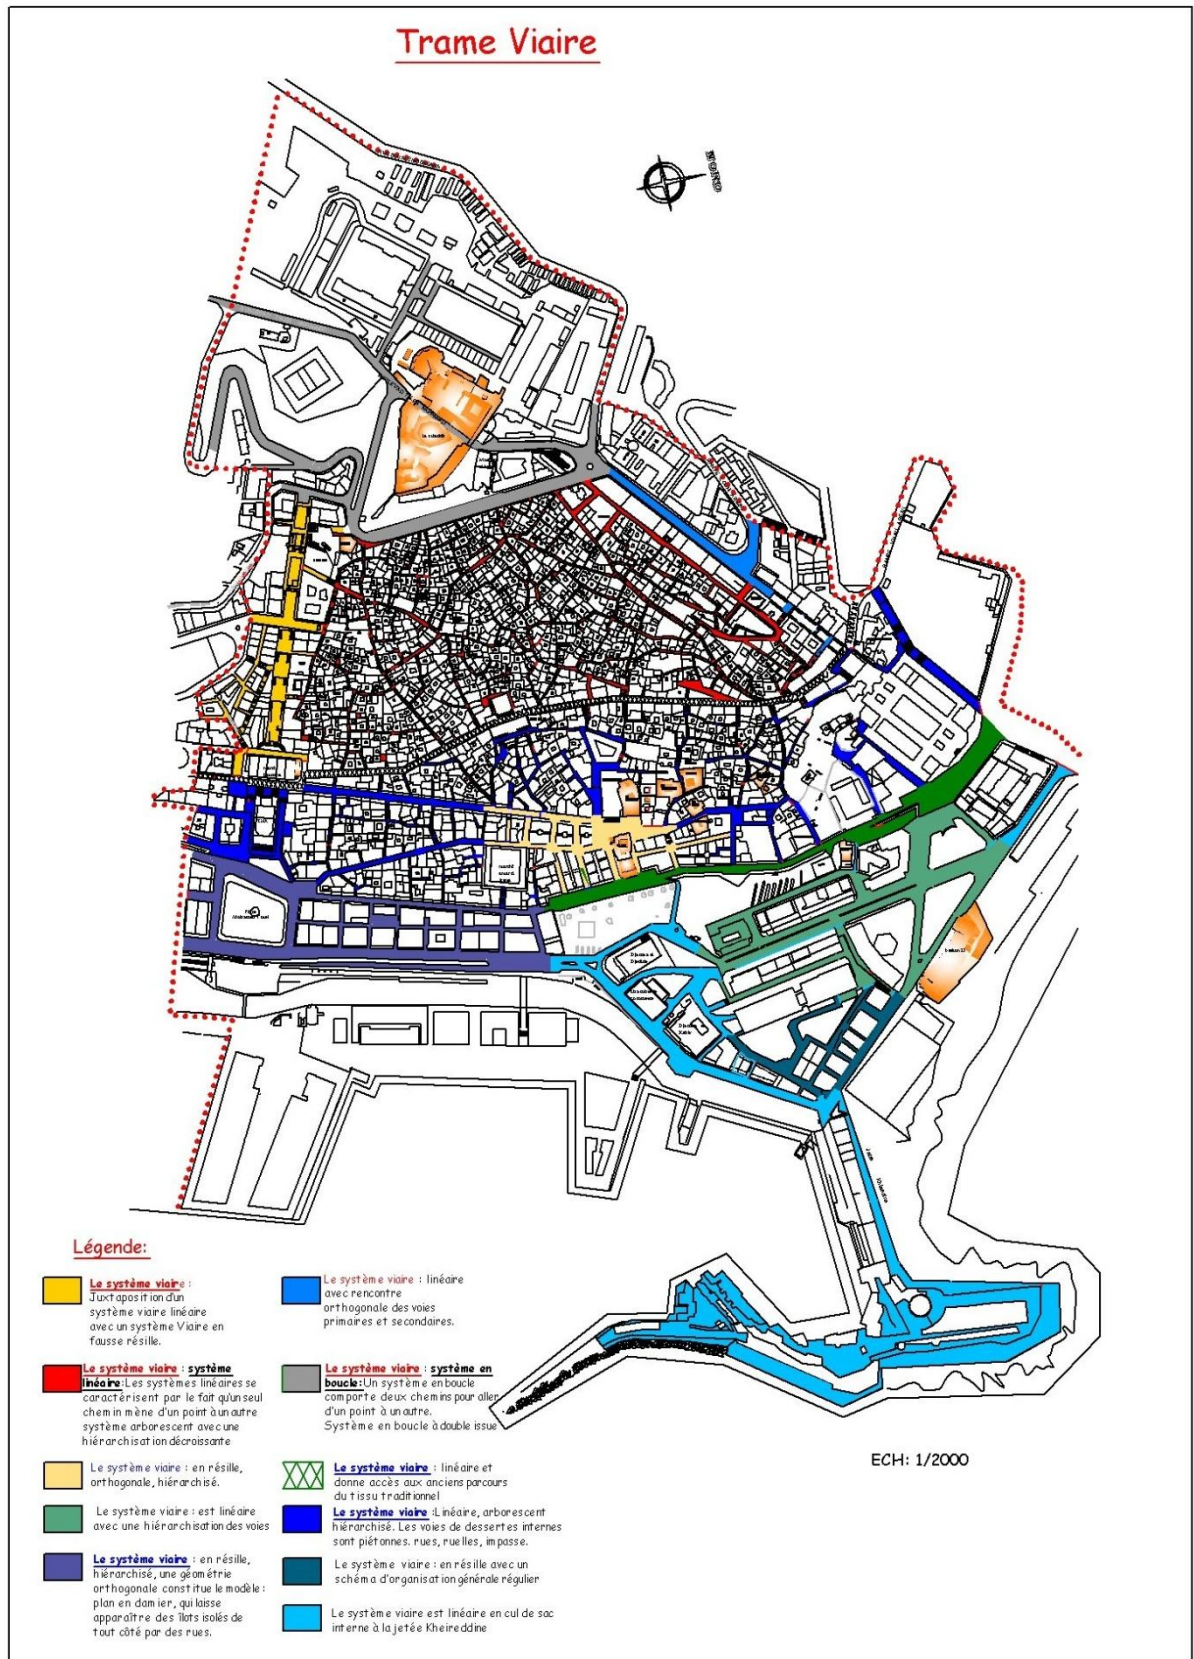 Trame Viaire
NORD
Légende:
Le système viaire :
Juxtaposition d'un
système viaire linéaire
avec un système Viaire en
fausse résille.
Le système viaire : système
linéaire: Les systèmes linéaires se
caractérisent par le fait qu'un seul
chemin mène d'un point à un autre
système arborescent avec une
hiérarchisation décroissante
Le système viaire : en résille,
orthogonale, hiérarchisé.
Le système viaire : est linéaire
avec une hiérarchisation des voies
Le système viaire : en résille,
hiérarchisé, une géométrie
orthogonale constitue le modèle :
plan en damier, qui laisse
apparaître des îlots isolés de
tout côté par des rues.
Le système viaire : linéaire
avec rencontre
orthogonale des voies
primaires et secondaires.
Le système viaire : système en
boucle: Un système en boucle
comporte deux chemins pour aller
d'un point à un autre.
Système en boucle à double issue
Le système viaire : linéaire et
donne accès aux anciens parcours
du tissu traditionnel
Le système viaire :Linéaire, arborescent
hiérarchisé. Les voies de dessertes internes
sont piétonnes. rues, ruelles, impasse.
Le système viaire : en résille avec un
schéma d'organisation générale régulier
Le système viaire est linéaire en cul de sac
interne à la jetée Kheireddine
ECH: 1/2000